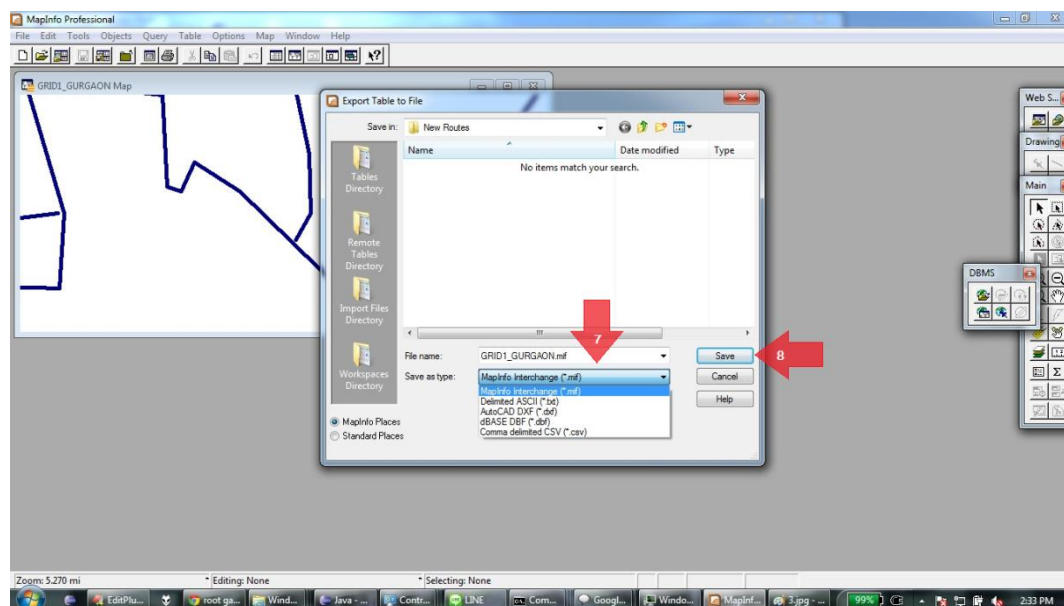 MapInfo Professional
File Edit Tools Objects Query Table Options Map Window Help
GRID1_GURGAON Map
Export Table to File
Save in: New Routes
Name Date modified Type
No items match your search.
Tables
Directory
Remote
Tables
Directory
Import Files
Directory
Workspaces
Directory
7
File name: GRID1_GURGAON.mif Save
8
Save as type: MapInfo Interchange (*.mif) Cancel
MapInfo Interchange (*.mif)
Delimited ASCII (*.txt) Help
AutoCAD DXF (*.dxf)
dBASE DBF (*.dbf)
Comma delimited CSV (*.csv)
MapInfo Places
Standard Places
Web S...
Drawing
Main
DBMS
Zoom: 5.270 mi Editing: None Selecting: None
EditPlu... root ga... Wind... Java - ... Contr... LINE Com... Googl... Windo... MapInf... 3.jpg - ... 99% 2:33 PM